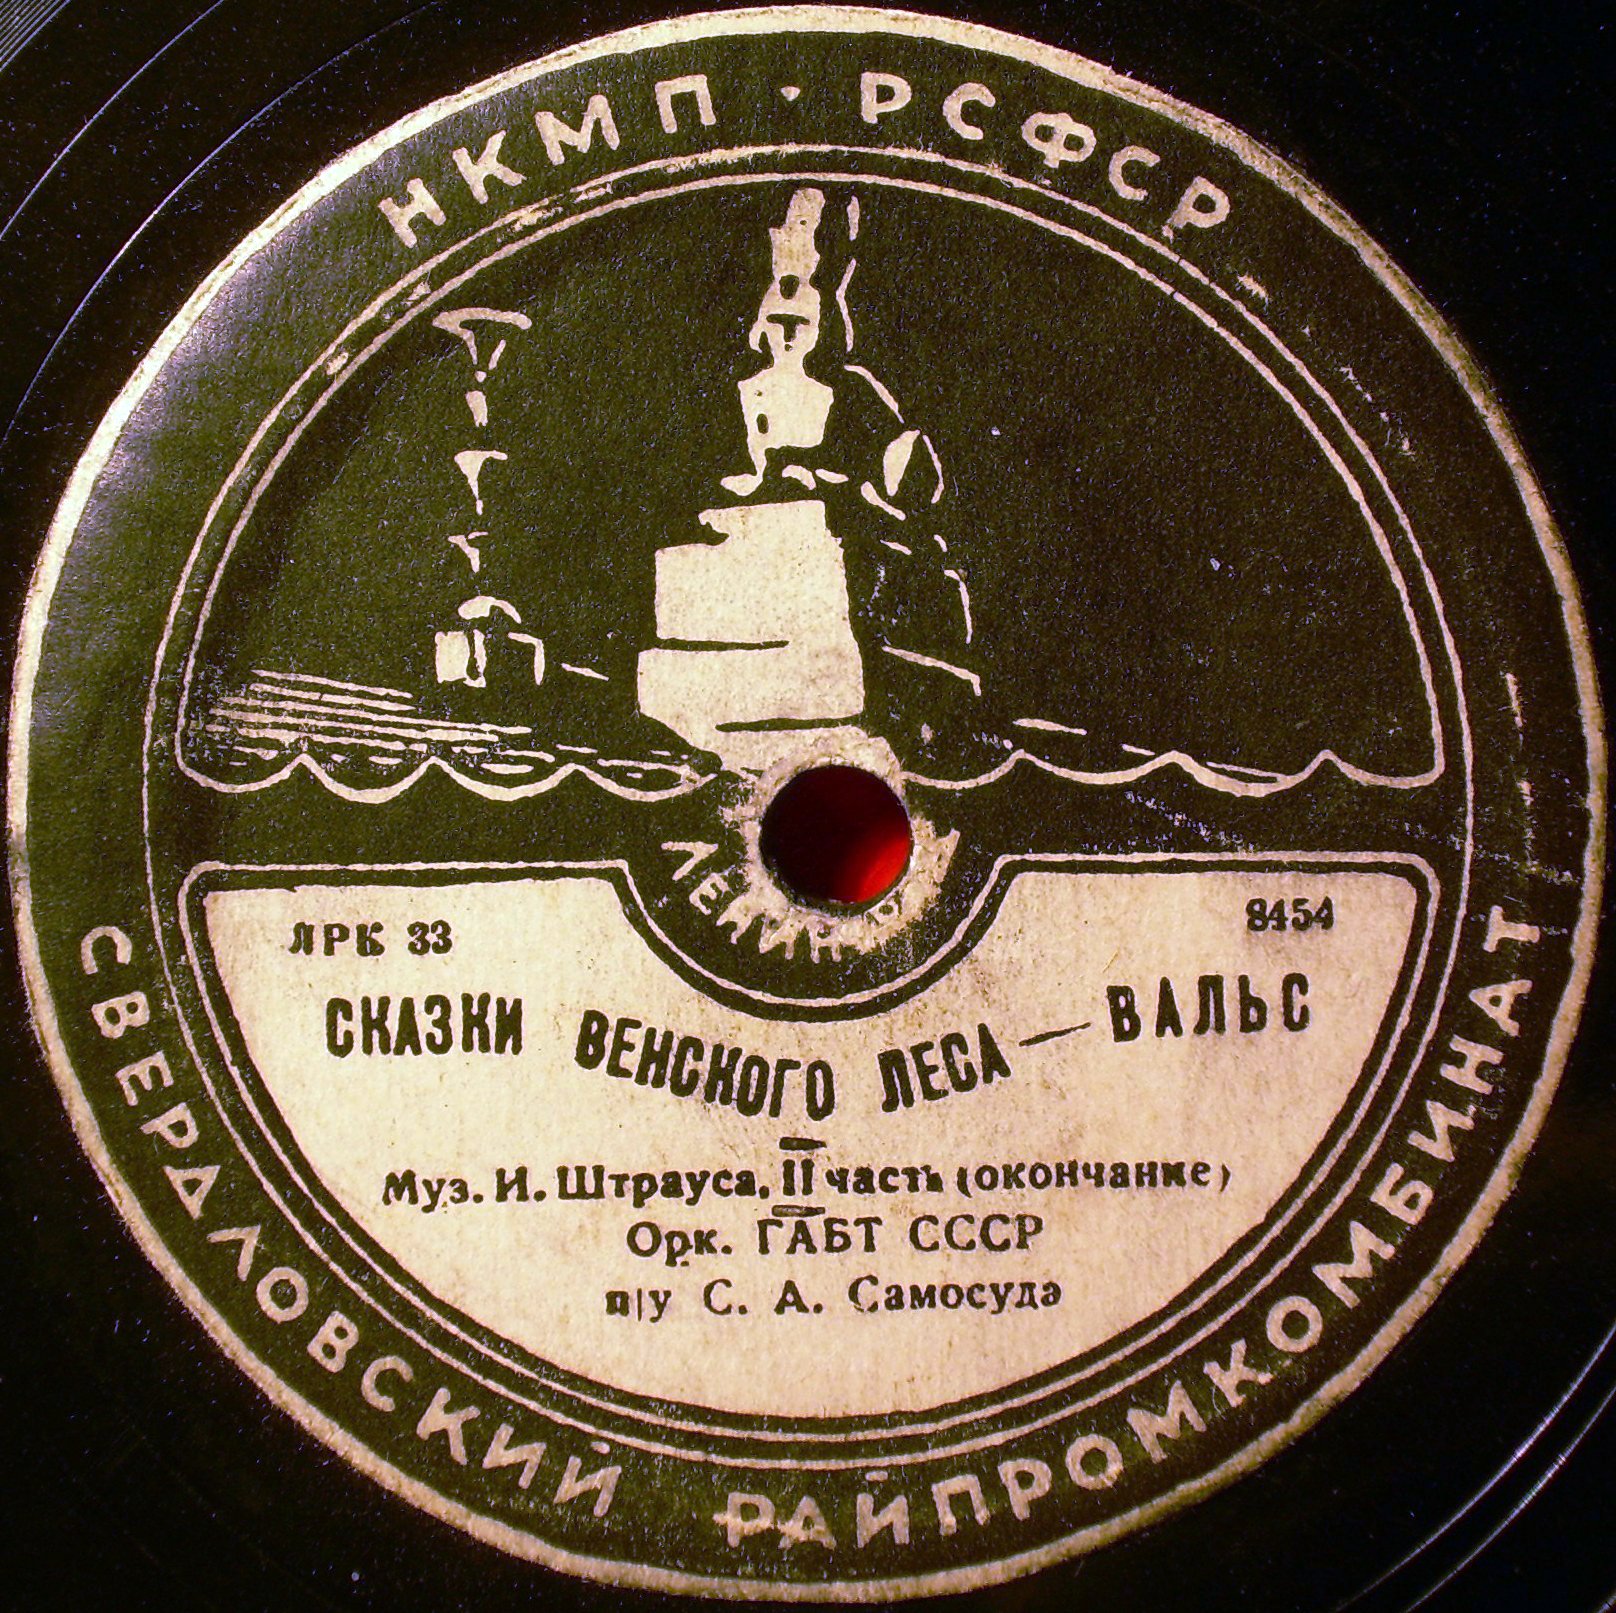 НКМП · РСФСР
ЛРК 33
8454
СКАЗКИ ВЕНСКОГО ЛЕСА — ВАЛЬС
Муз. И. Штрауса, II часть (окончание)
Орк. ГАБТ СССР
п/у С. А. Самосуда
СВЕРДЛОВСКИЙ РАЙПРОМКОМБИНАТ